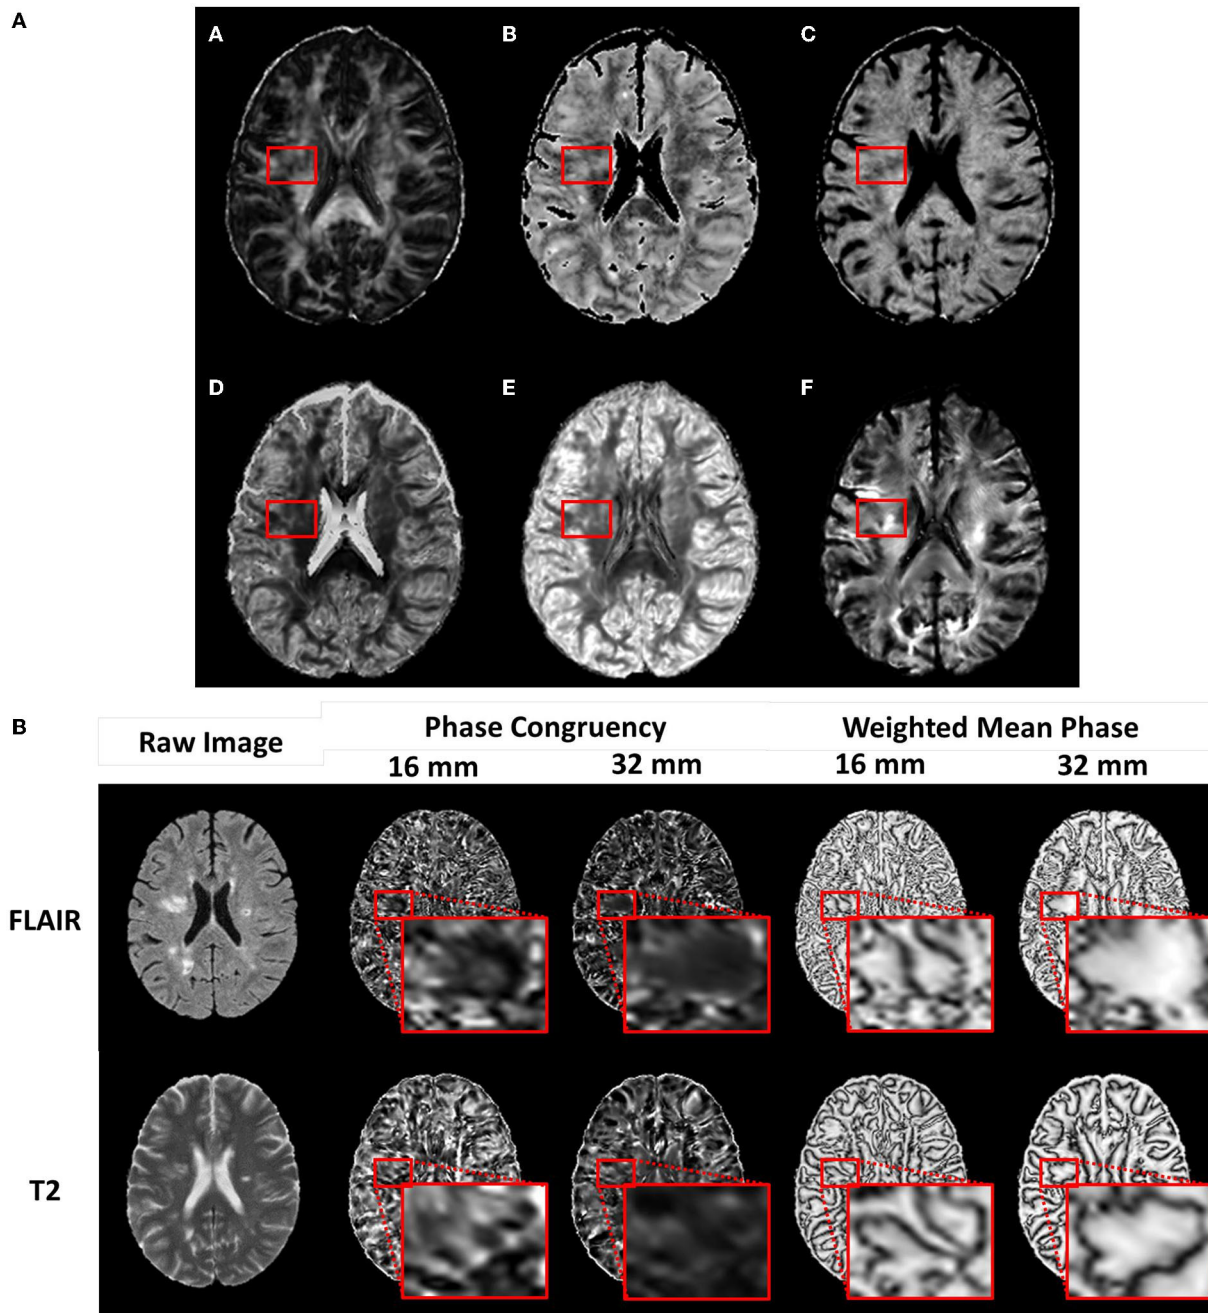 A
A B C
D E F
B
Raw Image Phase Congruency Weighted Mean Phase
16 mm 32 mm 16 mm 32 mm
FLAIR
T2